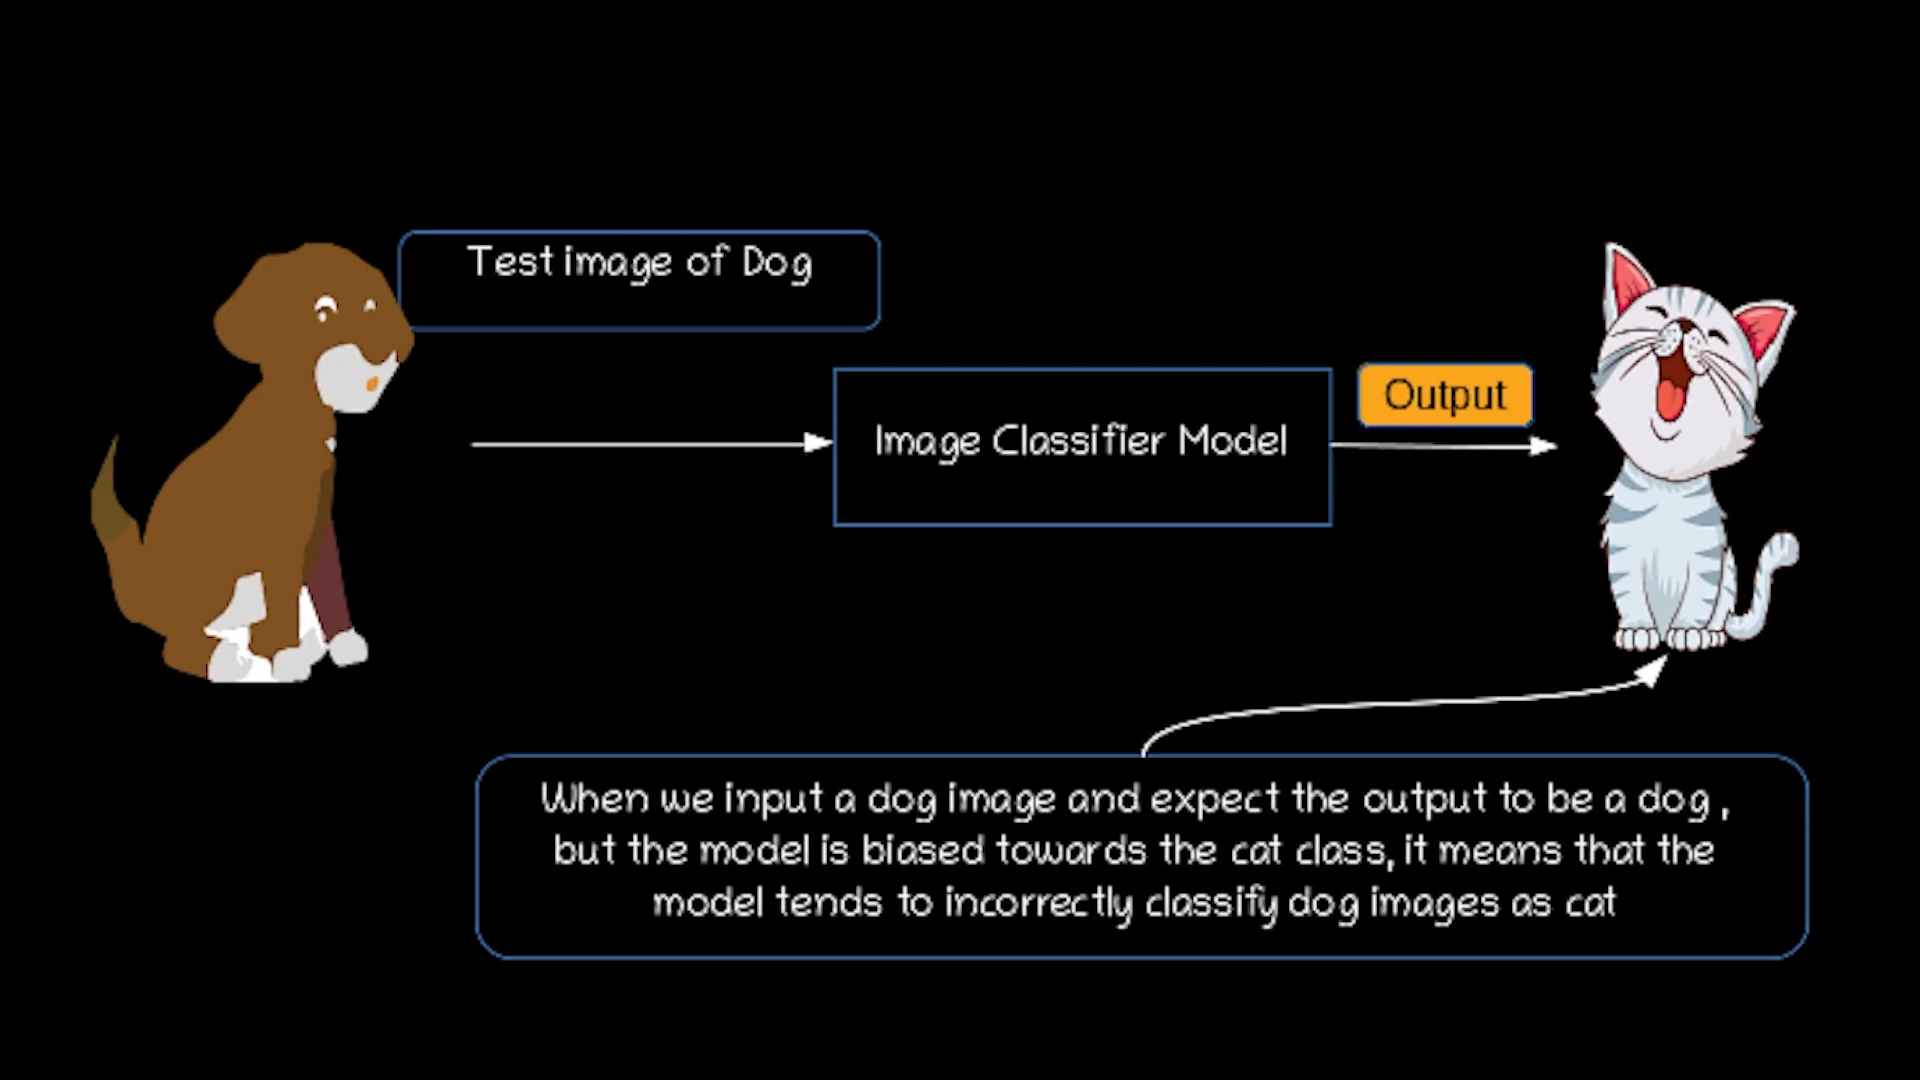 Test image of Dog
Output
Image Classifier Model
When we input a dog image and expect the output to be a dog ,
but the model is biased towards the cat class, it means that the
model tends to incorrectly classify dog images as cat